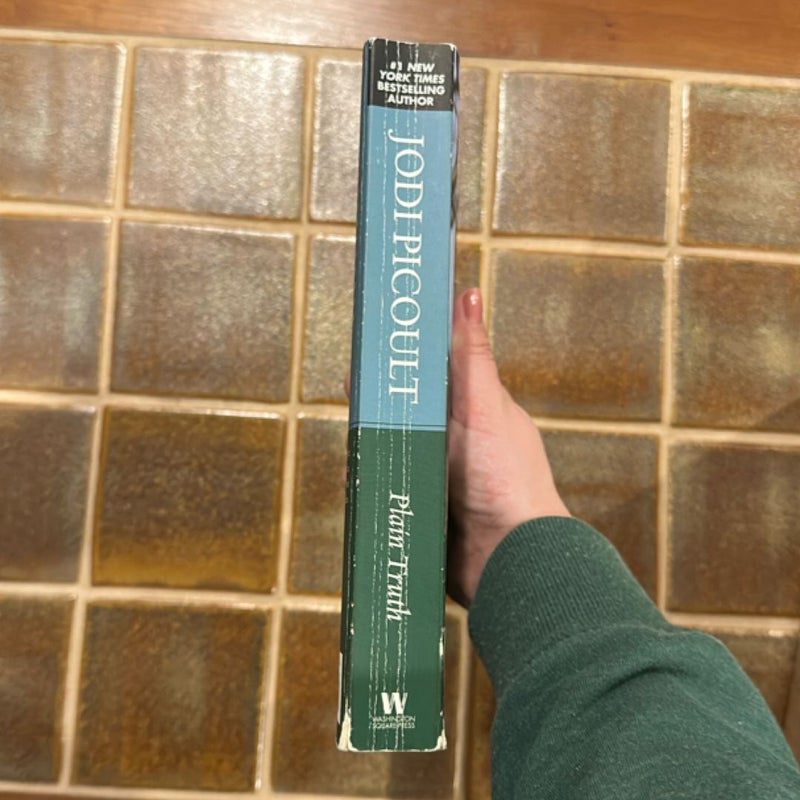 #1 NEW
YORK TIMES
BESTSELLING
AUTHOR
JODI PICOULT
Plain Truth
W
WASHINGTON
SQUARE PRESS